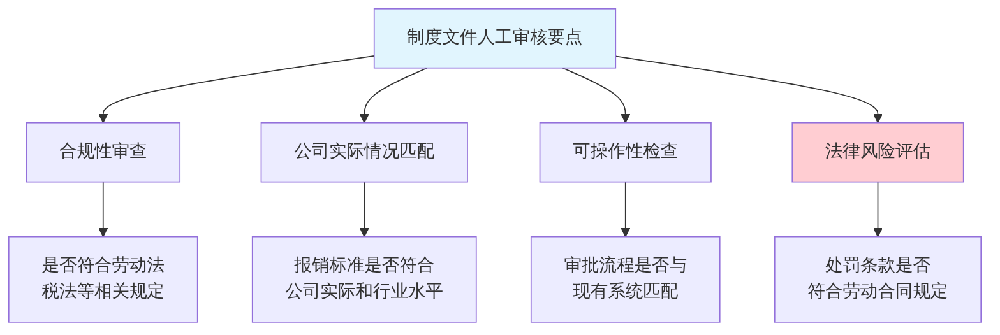 制度文件人工审核要点
合规性审查
公司实际情况匹配
可操作性检查
法律风险评估
是否符合劳动法
税法等相关规定
报销标准是否符合
公司实际和行业水平
审批流程是否与
现有系统匹配
处罚条款是否
符合劳动合同规定